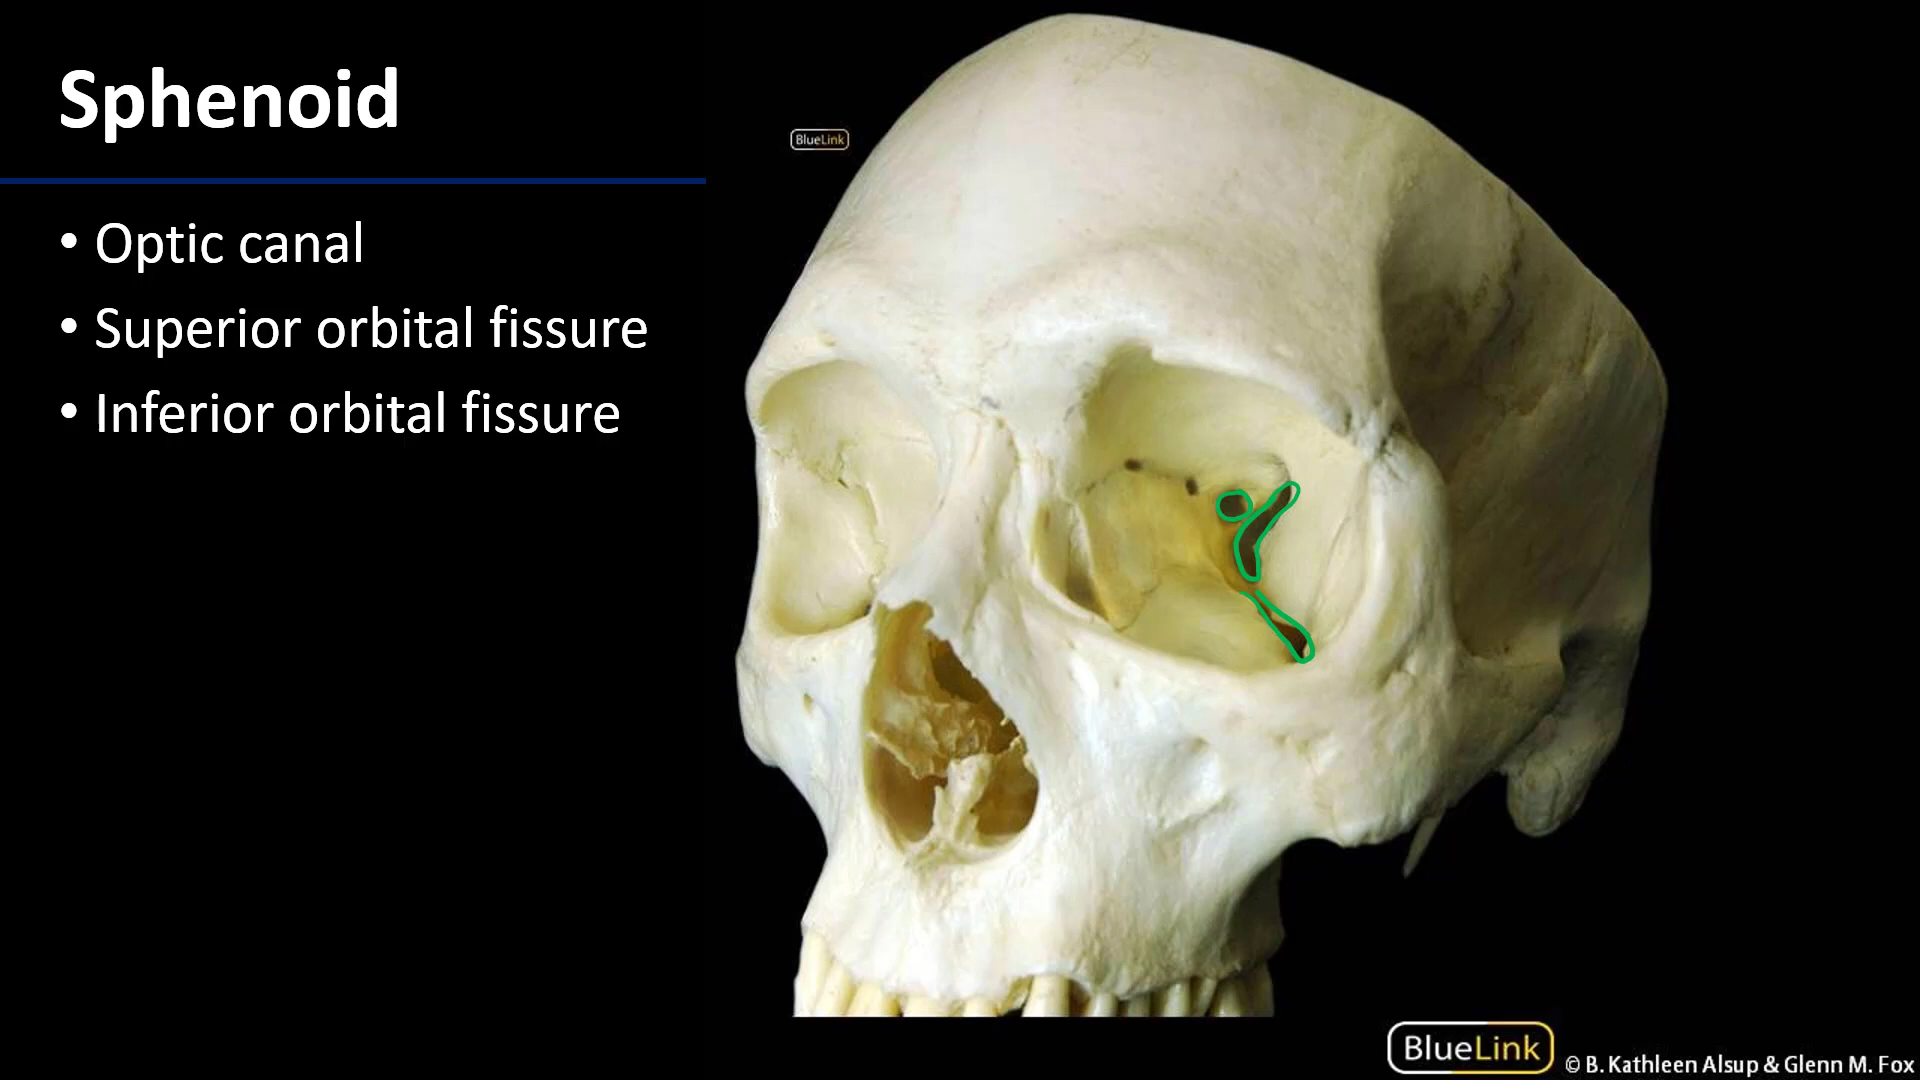 Sphenoid
• Optic canal
• Superior orbital fissure
• Inferior orbital fissure
BlueLink
BlueLink
© B. Kathleen Alsup & Glenn M. Fox